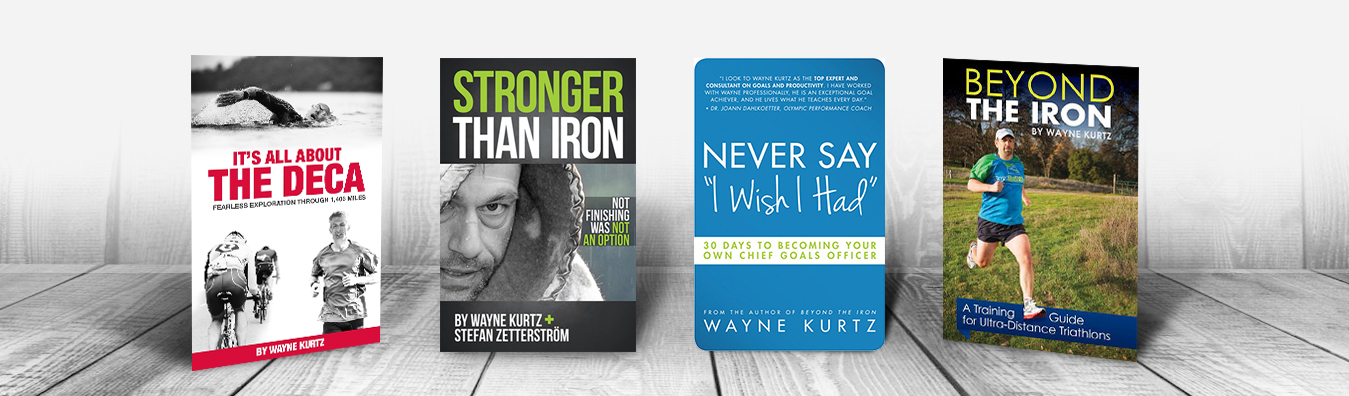 IT'S ALL ABOUT
THE DECA
FEARLESS EXPLORATION THROUGH 1,405 MILES
BY WAYNE KURTZ
STRONGER
THAN IRON
NOT
FINISHING
WAS NOT
AN OPTION
BY WAYNE KURTZ +
STEFAN ZETTERSTRÖM
"I LOOK TO WAYNE KURTZ AS THE TOP EXPERT AND
CONSULTANT ON GOALS AND PRODUCTIVITY. I HAVE WORKED
WITH WAYNE PROFESSIONALLY, HE IS AN EXCEPTIONAL GOAL
ACHIEVER, AND HE LIVES WHAT HE TEACHES EVERY DAY."
• DR. JOANN DAHLKOETTER, OLYMPIC PERFORMANCE COACH
NEVER SAY
"I Wish I Had"
30 DAYS TO BECOMING YOUR
OWN CHIEF GOALS OFFICER
FROM THE AUTHOR OF BEYOND THE IRON
WAYNE KURTZ
BEYOND
THE IRON
BY WAYNE KURTZ
A Training Guide
for Ultra-Distance Triathlons